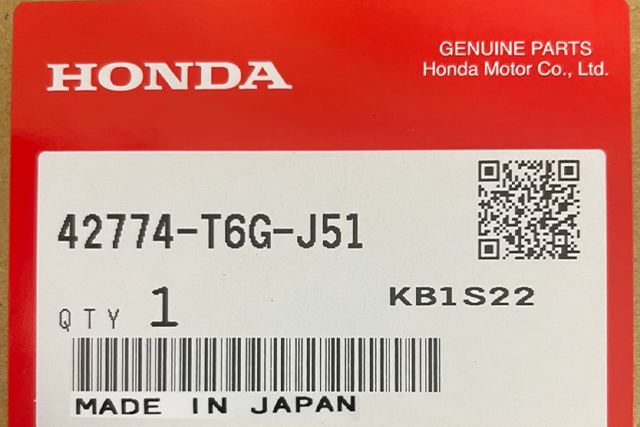 HONDA
GENUINE PARTS
Honda Motor Co., Ltd.
42774-T6G-J51
QTY 1
KB1S22
MADE IN JAPAN